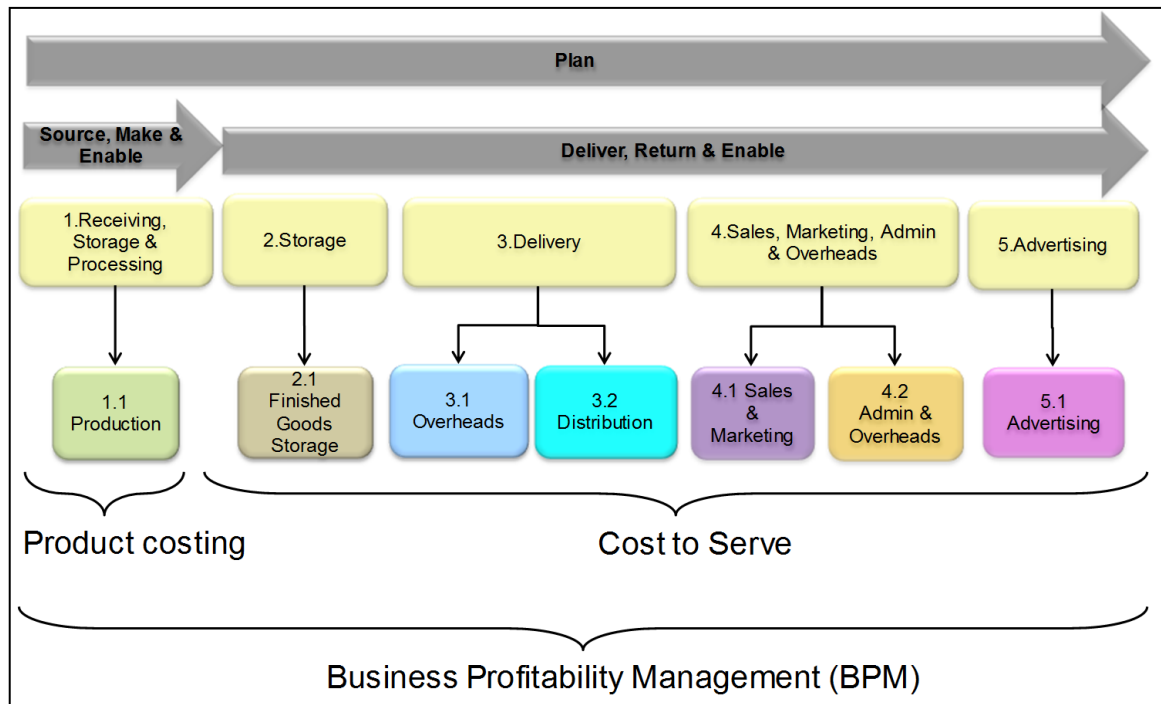 Plan
Source, Make &
Enable
Deliver, Return & Enable
1.Receiving,
Storage &
Processing
2.Storage
3.Delivery
4.Sales, Marketing, Admin
& Overheads
5.Advertising
1.1
Production
2.1
Finished
Goods
Storage
3.1
Overheads
3.2
Distribution
4.1 Sales
&
Marketing
4.2
Admin &
Overheads
5.1
Advertising
Product costing
Cost to Serve
Business Profitability Management (BPM)